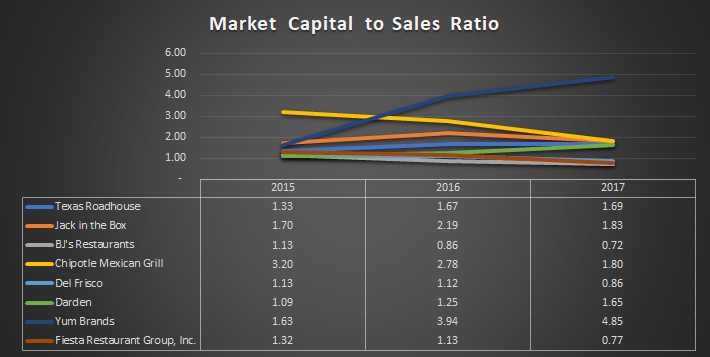 Market Capital to Sales Ratio
6.00
5.00
4.00
3.00
2.00
1.00
-
2015 2016 2017
Texas Roadhouse 1.33 1.67 1.69
Jack in the Box 1.70 2.19 1.83
BJ's Restaurants 1.13 0.86 0.72
Chipotle Mexican Grill 3.20 2.78 1.80
Del Frisco 1.13 1.12 0.86
Darden 1.09 1.25 1.65
Yum Brands 1.63 3.94 4.85
Fiesta Restaurant Group, Inc. 1.32 1.13 0.77